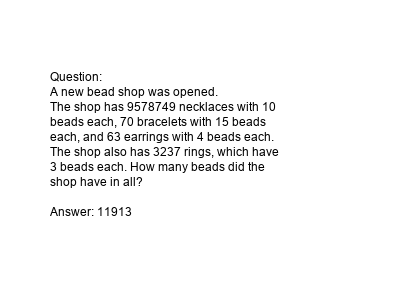 Question:
A new bead shop was opened.
The shop has 9578749 necklaces with 10
beads each, 70 bracelets with 15 beads
each, and 63 earrings with 4 beads each.
The shop also has 3237 rings, which have
3 beads each. How many beads did the
shop have in all?
Answer: 11913